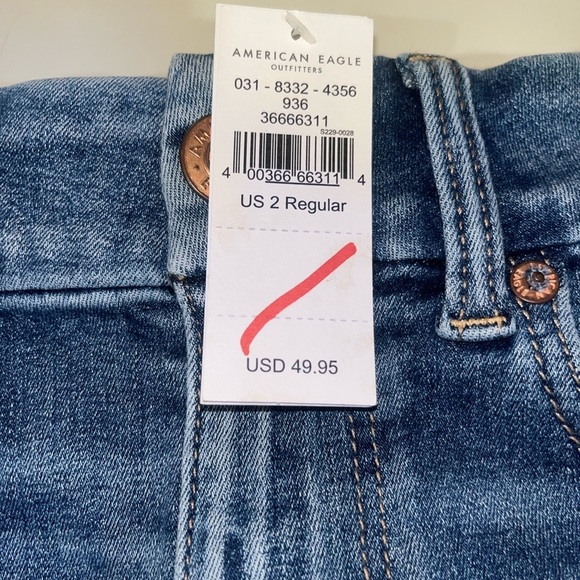 AMERICAN EAGLE
OUTFITTERS
031 - 8332 - 4356
936
36666311
S229-0028
4 00366 66311 4
US 2 Regular
USD 49.95